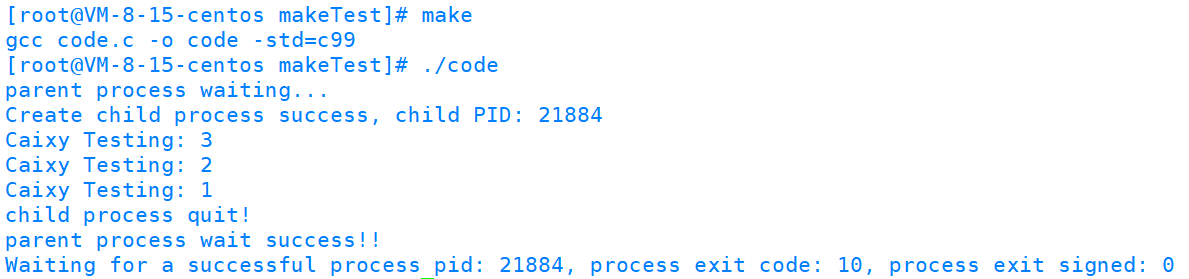 [root@VM-8-15-centos makeTest]# make
gcc code.c -o code -std=c99
[root@VM-8-15-centos makeTest]# ./code
parent process waiting...
Create child process success, child PID: 21884
Caixy Testing: 3
Caixy Testing: 2
Caixy Testing: 1
child process quit!
parent process wait success!!
Waiting for a successful process_pid: 21884, process exit code: 10, process exit signed: 0